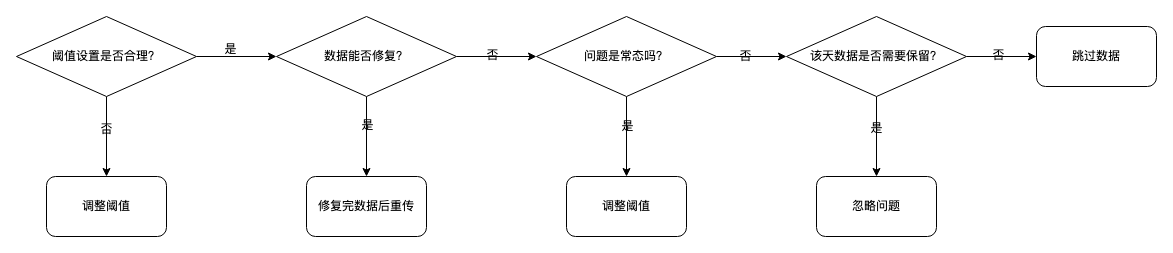 阈值设置是否合理?
是
数据能否修复?
否
问题是常态吗?
否
该天数据是否需要保留?
否
跳过数据
否
是
是
是
调整阈值
修复完数据后重传
调整阈值
忽略问题